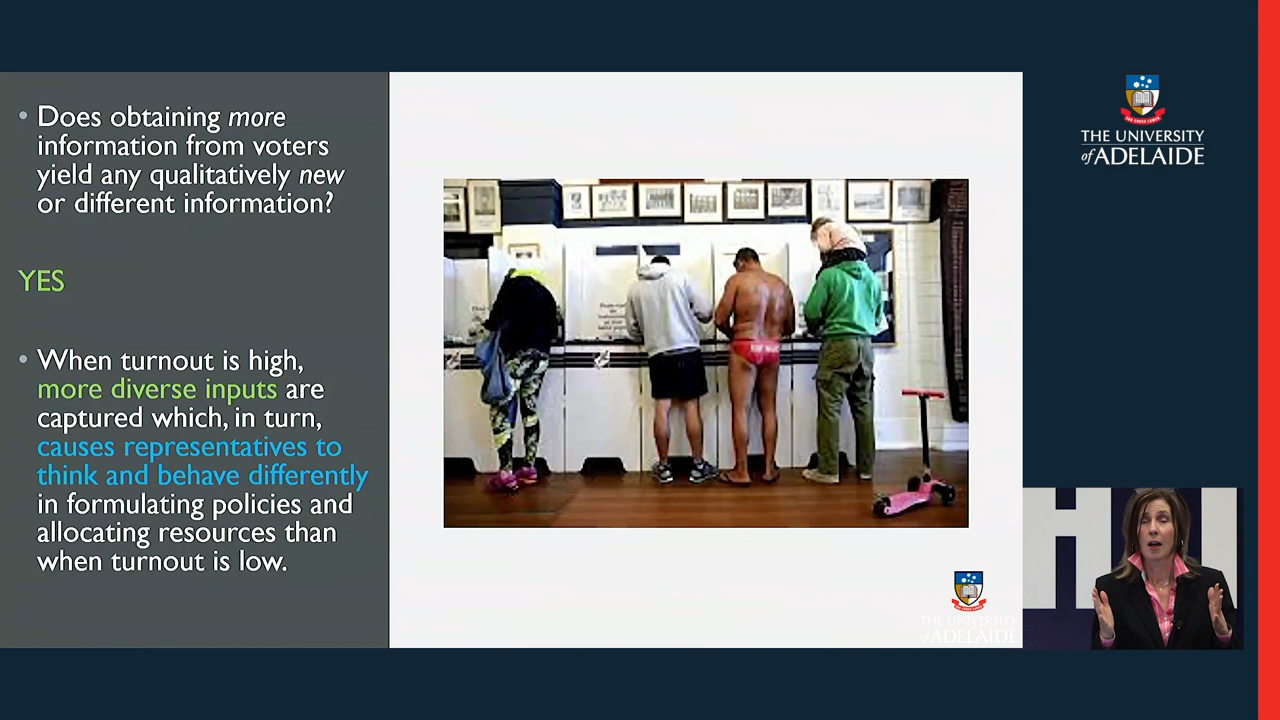 • Does obtaining more
information from voters
yield any qualitatively new
or different information?
YES
• When turnout is high,
more diverse inputs are
captured which, in turn,
causes representatives to
think and behave differently
in formulating policies and
allocating resources than
when turnout is low.
THE UNIVERSITY
of ADELAIDE
THE UNIVERSITY
of ADELAIDE